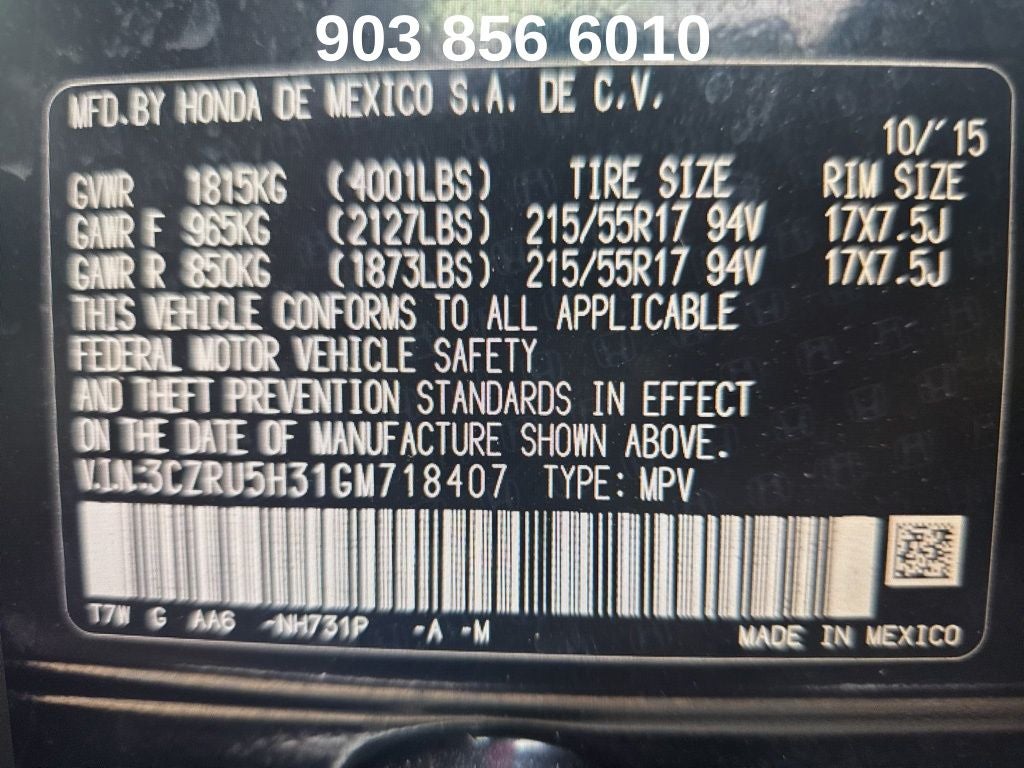 903 856 6010
MFD.BY HONDA DE MEXICO S.A. DE C.V.
10/'15
GVWR 1815KG (4001LBS) TIRE SIZE RIM SIZE
GAWR F 965KG (2127LBS) 215/55R17 94V 17X7.5J
GAWR R 850KG (1873LBS) 215/55R17 94V 17X7.5J
THIS VEHICLE CONFORMS TO ALL APPLICABLE
FEDERAL MOTOR VEHICLE SAFETY
AND THEFT PREVENTION STANDARDS IN EFFECT
ON THE DATE OF MANUFACTURE SHOWN ABOVE.
V.I.N:3CZRU5H31GM718407 TYPE: MPV
T7W G AA6 -NH731P -A -M MADE IN MEXICO